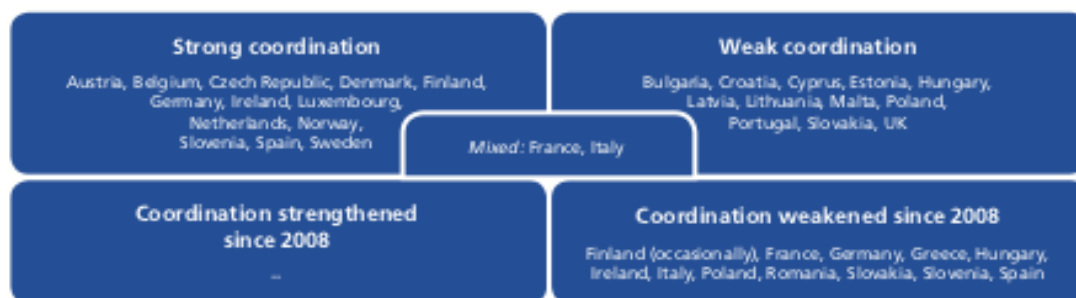 Strong coordination
Austria, Belgium, Czech Republic, Denmark, Finland,
Germany, Ireland, Luxembourg,
Netherlands, Norway,
Slovenia, Spain, Sweden
Weak coordination
Bulgaria, Croatia, Cyprus, Estonia, Hungary,
Latvia, Lithuania, Malta, Poland,
Portugal, Slovakia, UK
Mixed: France, Italy
Coordination strengthened
since 2008
--
Coordination weakened since 2008
Finland (occasionally), France, Germany, Greece, Hungary,
Ireland, Italy, Poland, Romania, Slovakia, Slovenia, Spain